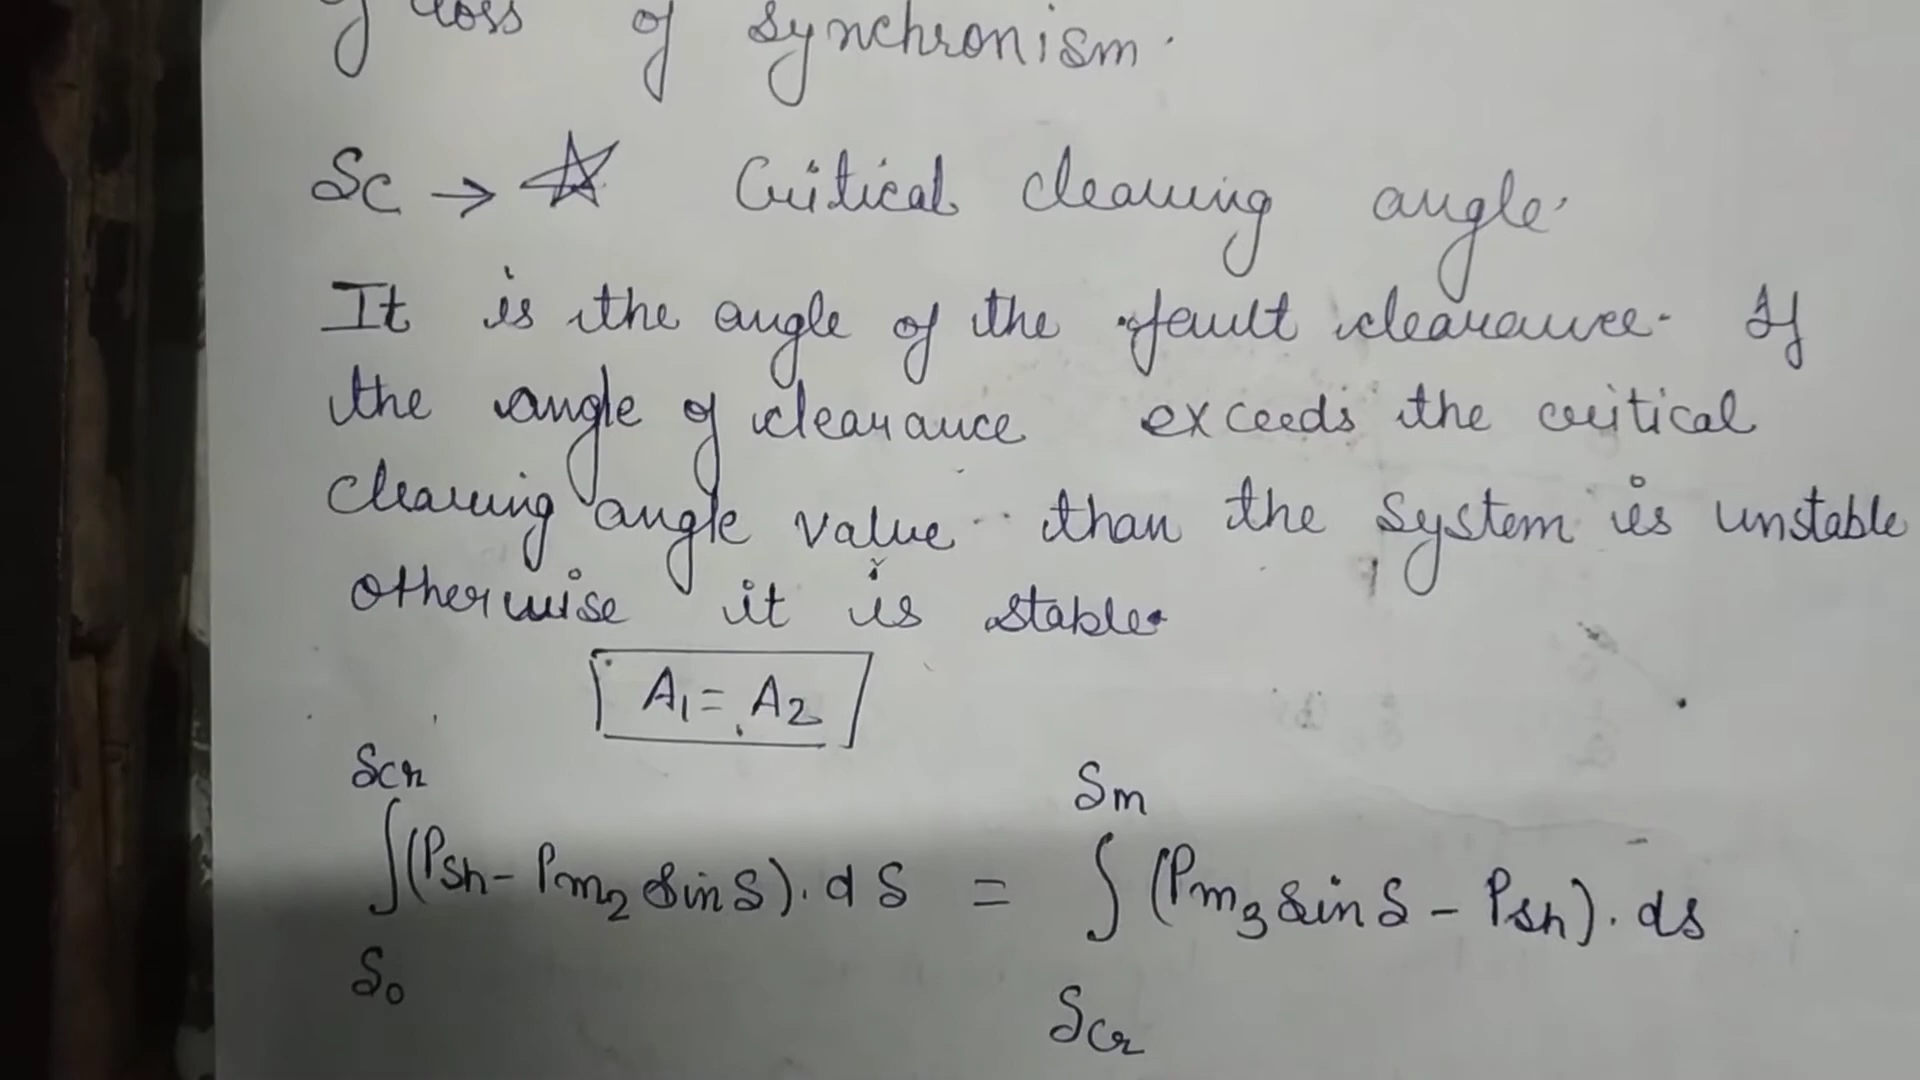 of loss of synchronism.
δc → ☆ Critical clearing angle.
It is the angle of the fault clearance. If
the angle of clearance exceeds the critical
clearing angle value than the system is unstable
otherwise it is stable.
A1 = A2
δcr δm
∫(Psh - Pm2 sin δ). dδ = ∫(Pm3 sin δ - Psh). dδ
δ0 δcr